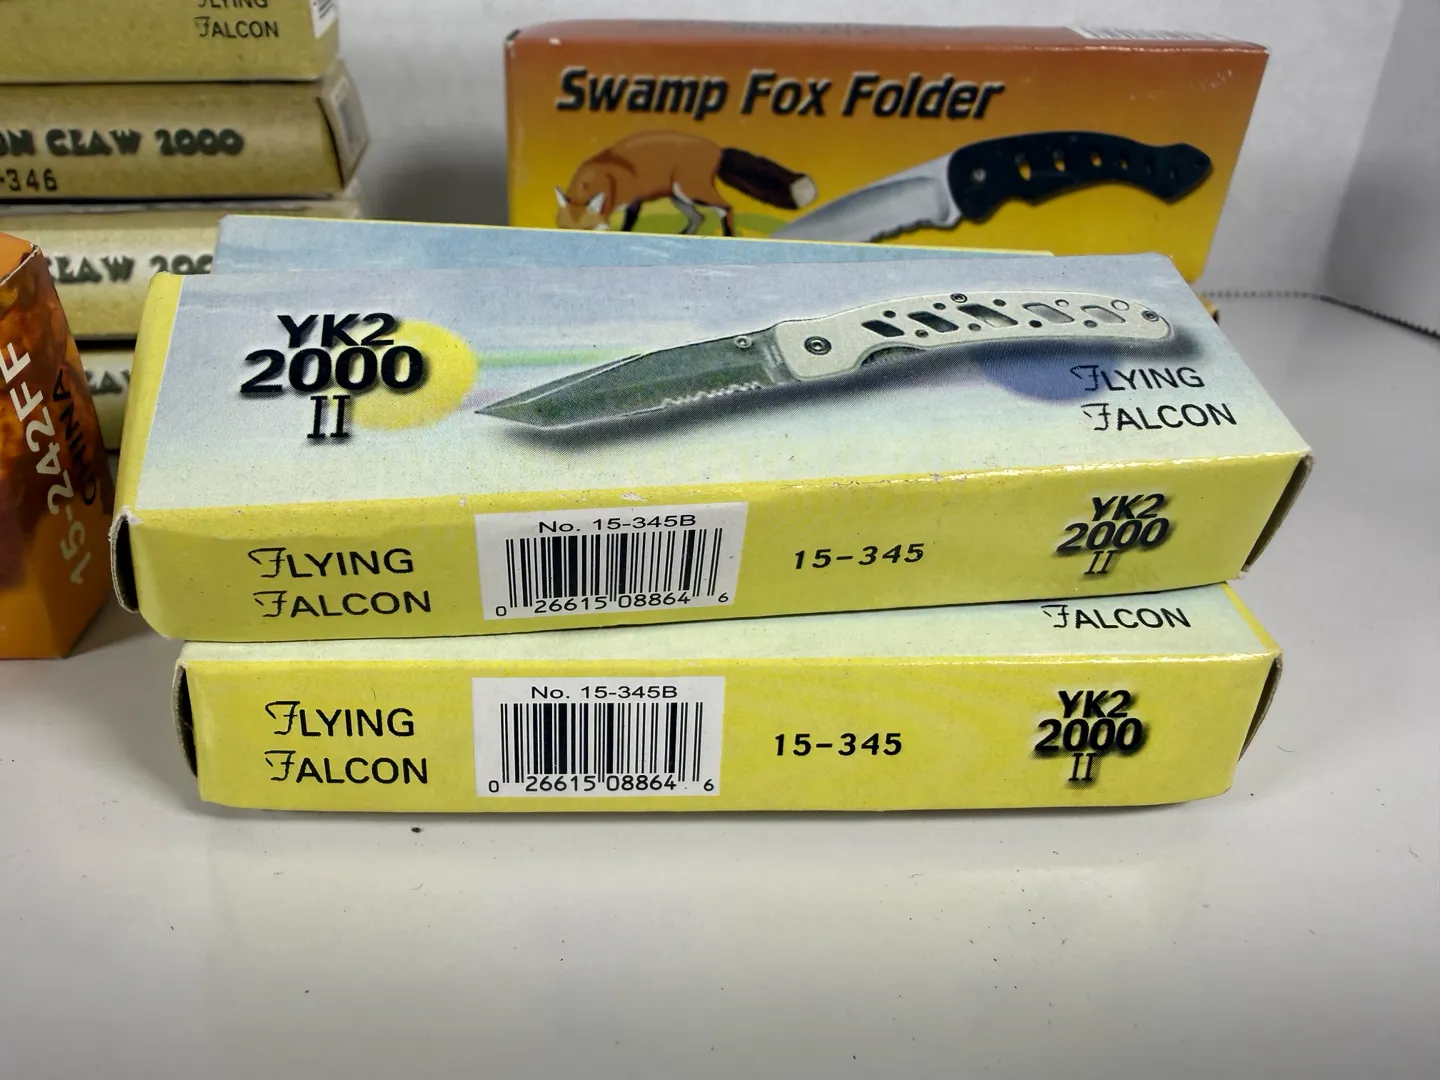 FALCON
CLAW 2000
346
CLAW
Swamp Fox Folder
15-242FF
CHINA
YK2
2000
II
FLYING
FALCON
FLYING
FALCON
No. 15-345B
0 26615 08864 6
15-345
YK2
2000
II
FALCON
FLYING
FALCON
No. 15-345B
0 26615 08864 6
15-345
YK2
2000
II